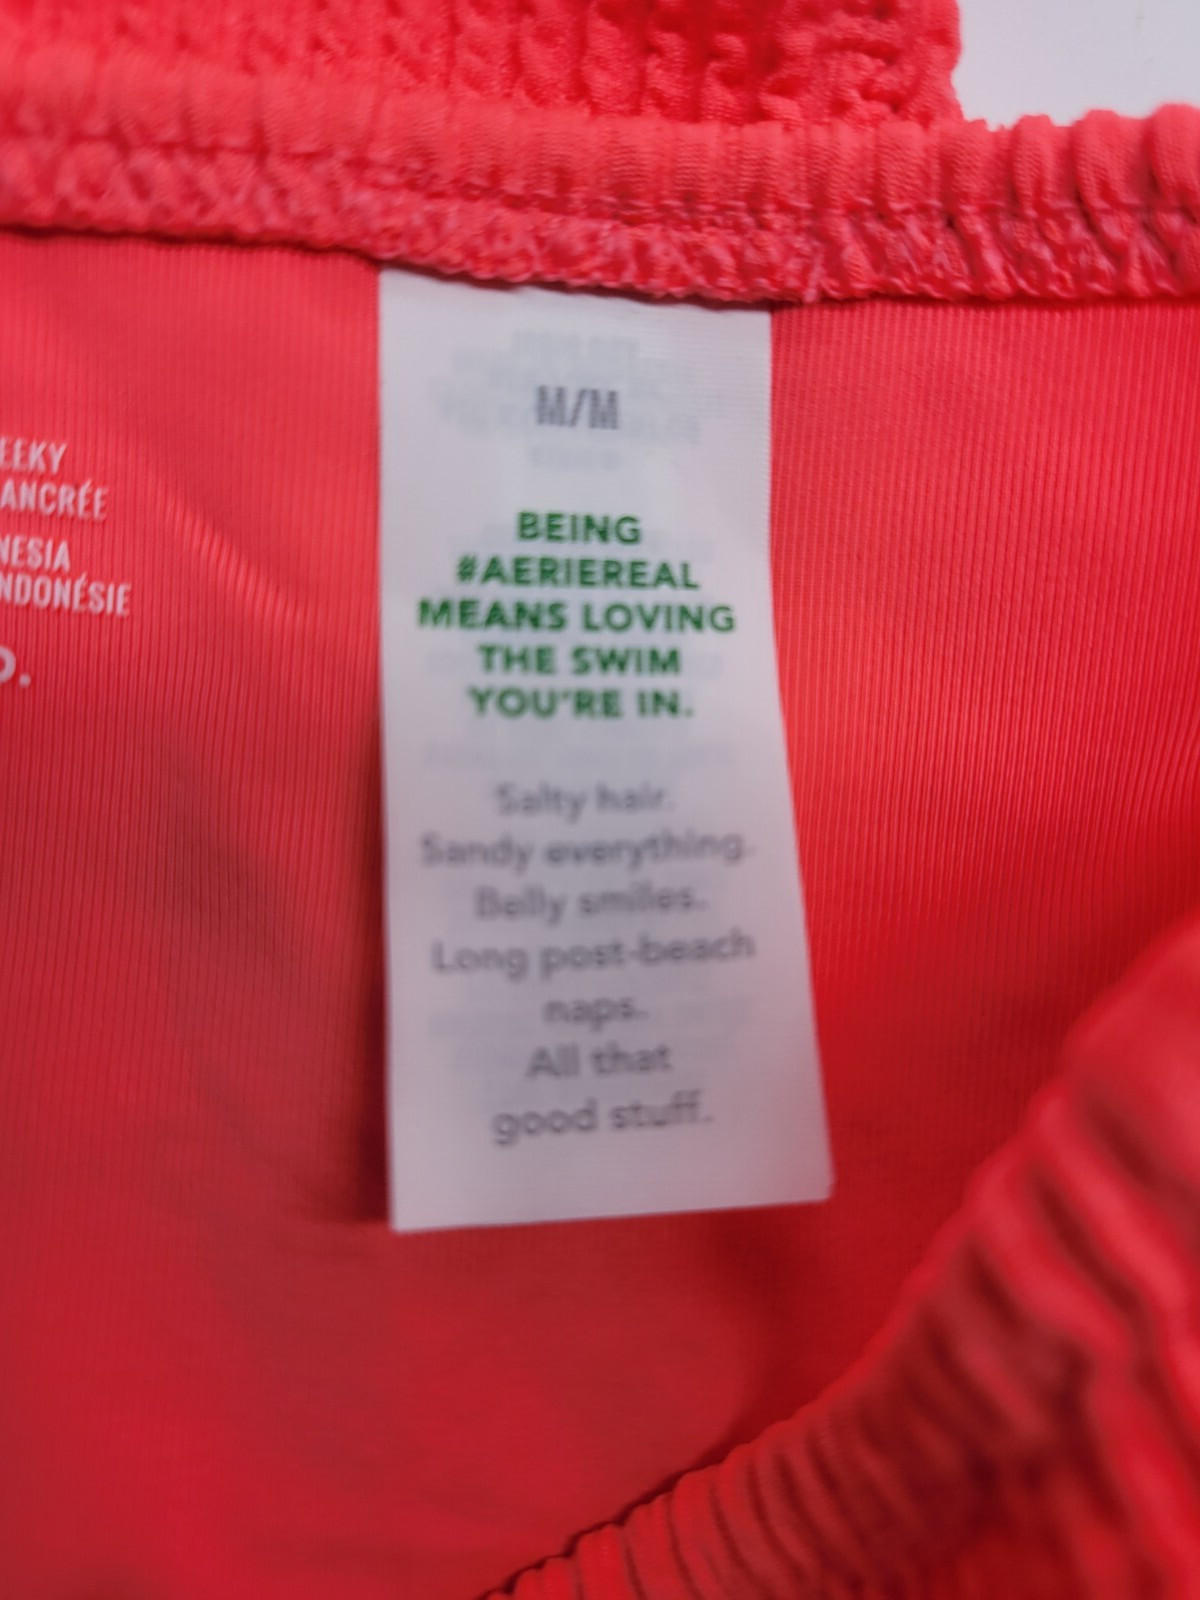 EEKY
ANCRÉE
NESIA
NDONÉSIE
.
M/M
BEING
#AERIEREAL
MEANS LOVING
THE SWIM
YOU'RE IN.
Salty hair.
Sandy everything.
Belly smiles.
Long post-beach
naps.
All that
good stuff.